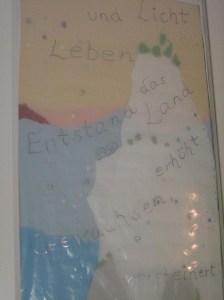 und Licht
Leben
Entstand das
Land
erhöht
versteinert